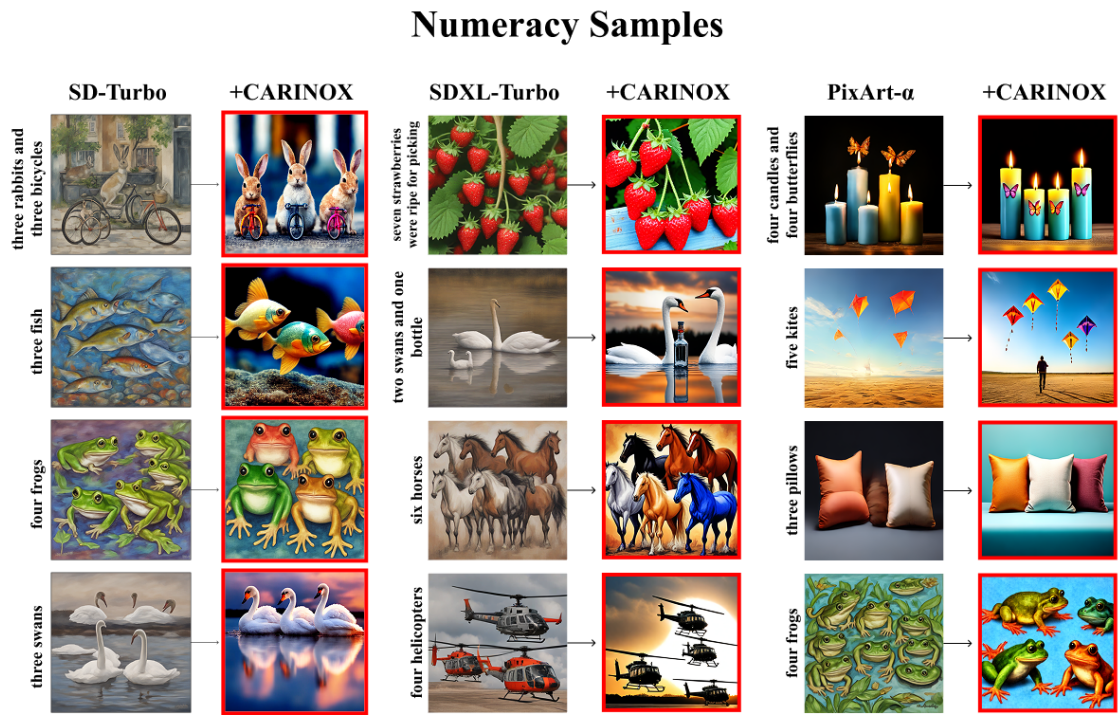 Numeracy Samples
SD-Turbo
+CARINOX
SDXL-Turbo
+CARINOX
PixArt-α
+CARINOX
three rabbits and
three bicycles
seven strawberries
were ripe for picking
four candles and
four butterflies
three fish
two swans and one
bottle
five kites
four frogs
six horses
three pillows
three swans
four helicopters
four frogs